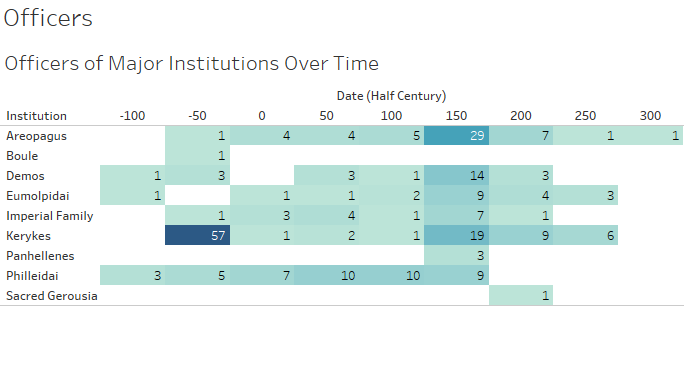 Officers
Officers of Major Institutions Over Time
Date (Half Century)
Institution -100 -50 0 50 100 150 200 250 300
Areopagus 1 4 4 5 29 7 1 1
Boule 1
Demos 1 3 3 1 14 3
Eumolpidai 1 1 1 2 9 4 3
Imperial Family 1 3 4 1 7 1
Kerykes 57 1 2 1 19 9 6
Panhellenes 3
Philleidai 3 5 7 10 10 9
Sacred Gerousia 1